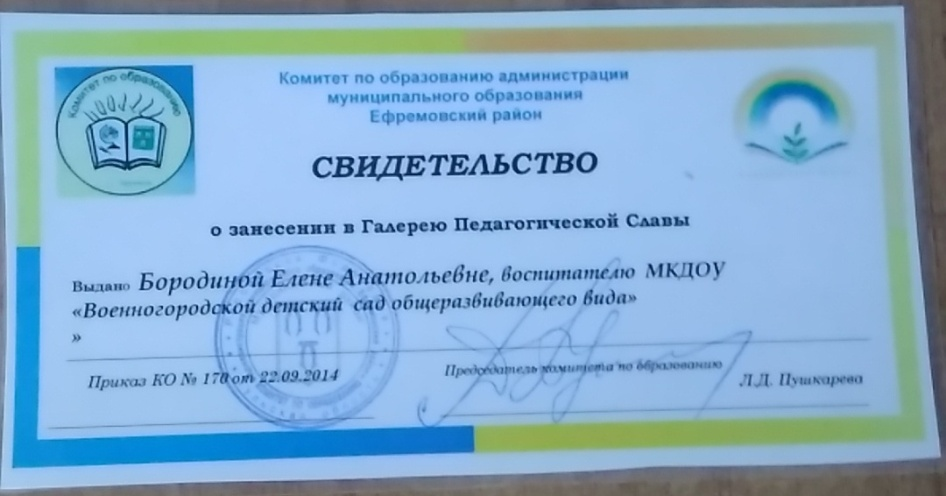 Комитет по образованию
Комитет по образованию администрации
муниципального образования
Ефремовский район
СВИДЕТЕЛЬСТВО
о занесении в Галерею Педагогической Славы
Выдано Бородиной Елене Анатольевне, воспитателю МКДОУ
«Военногородской детский сад общеразвивающего вида»
»
Приказ КО № 170 от 22.09.2014
Председатель комитета по образованию
Л.Д. Пушкарева